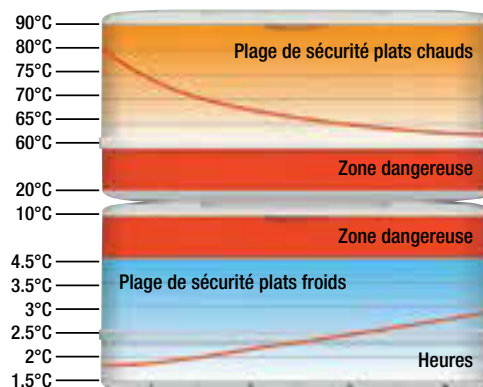 90°C
Plage de sécurité plats chauds
80°C
75°C
70°C
65°C
60°C
Zone dangereuse
20°C
10°C
Zone dangereuse
4.5°C
Plage de sécurité plats froids
3.5°C
3°C
2.5°C
2°C
Heures
1.5°C